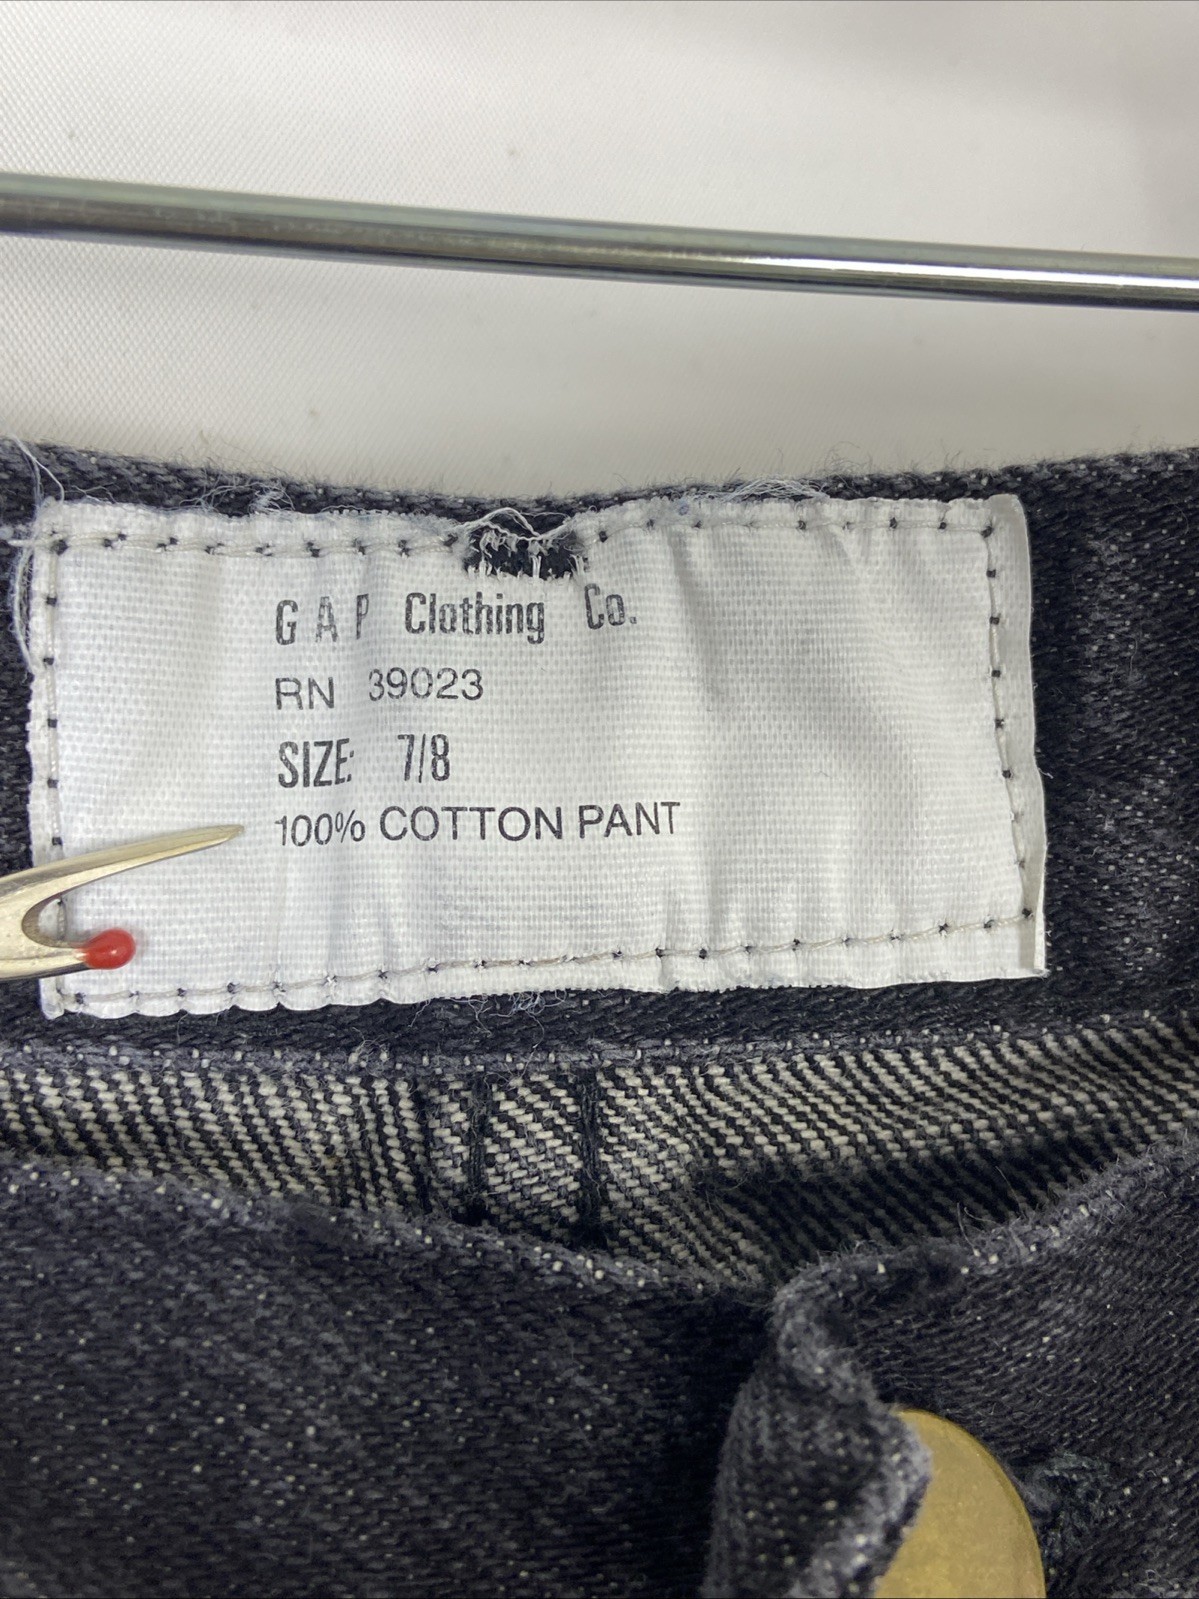 GAP Clothing Co.
RN 39023
SIZE: 7/8
100% COTTON PANT